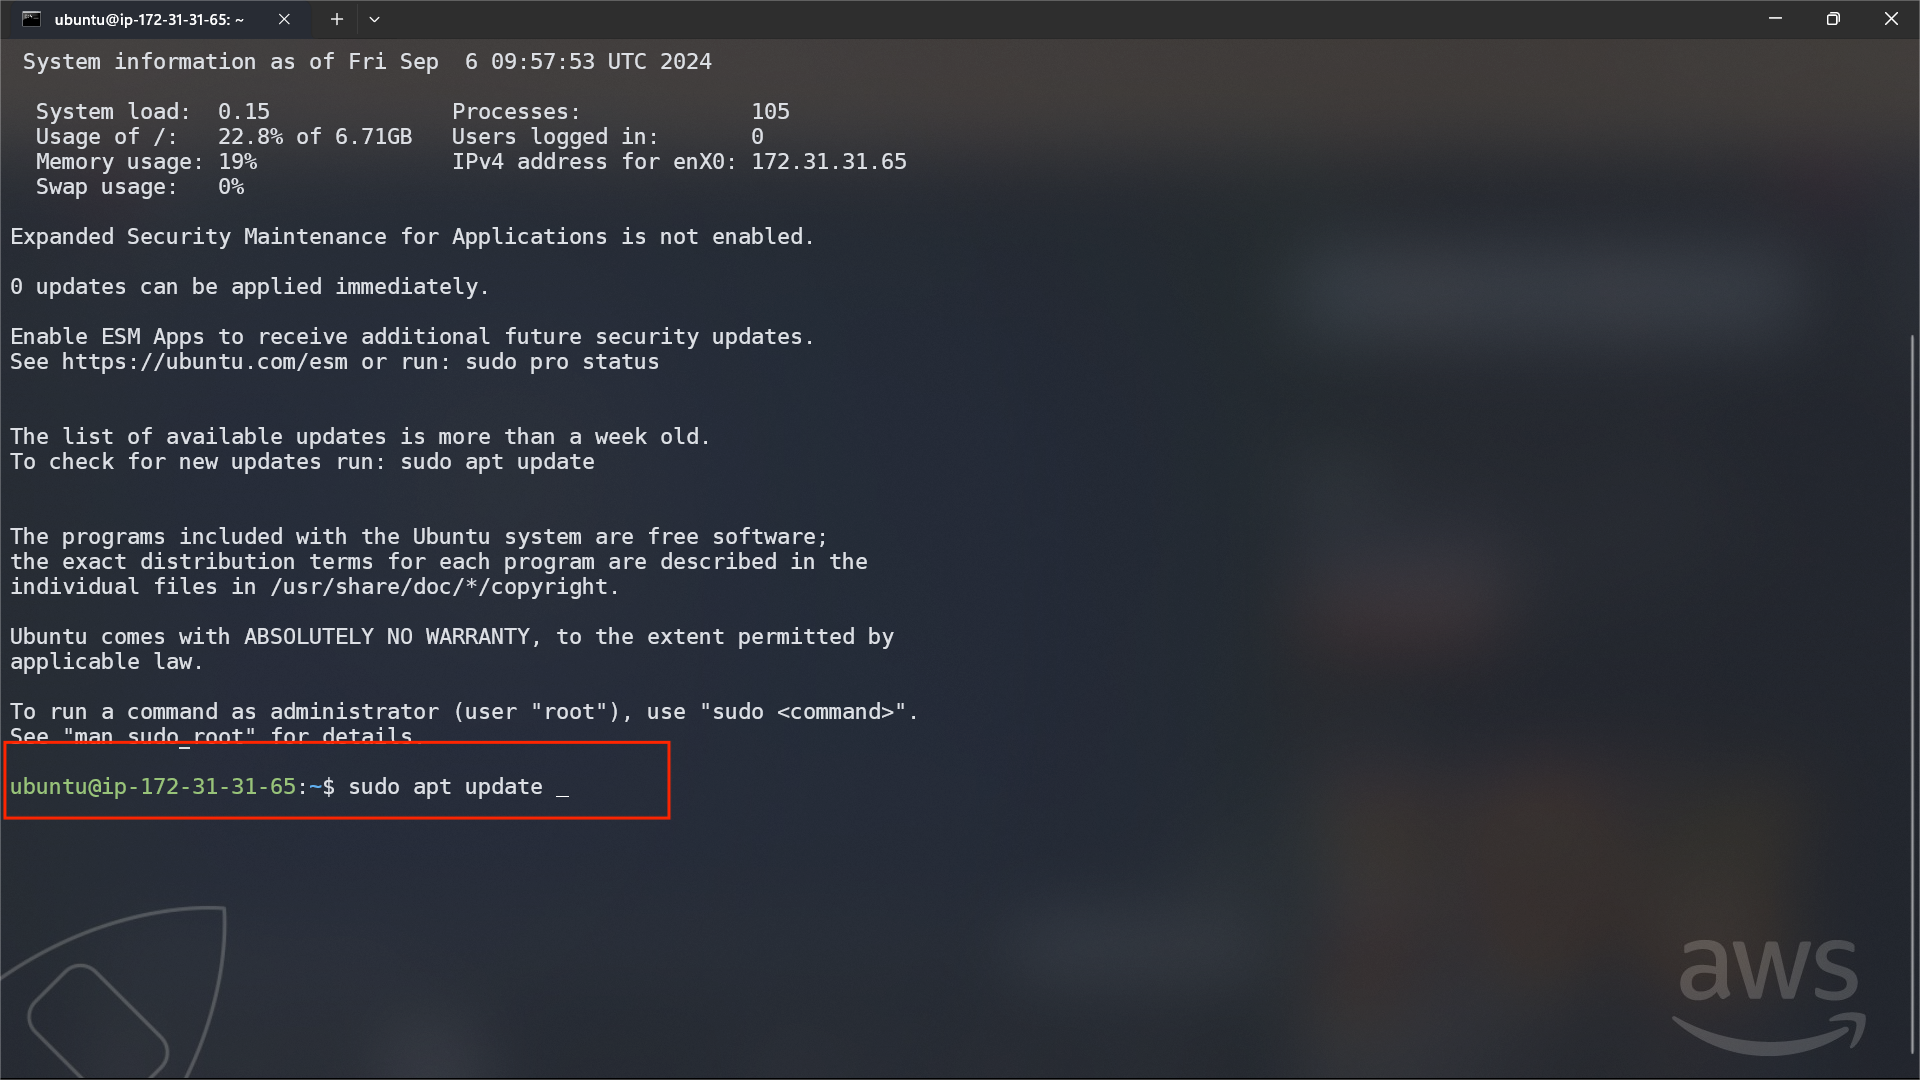 ubuntu@ip-172-31-31-65: ~
System information as of Fri Sep  6 09:57:53 UTC 2024
System load:  0.15              Processes:             105
Usage of /:   22.8% of 6.71GB   Users logged in:       0
Memory usage: 19%               IPv4 address for enX0: 172.31.31.65
Swap usage:   0%
Expanded Security Maintenance for Applications is not enabled.
0 updates can be applied immediately.
Enable ESM Apps to receive additional future security updates.
See https://ubuntu.com/esm or run: sudo pro status
The list of available updates is more than a week old.
To check for new updates run: sudo apt update
The programs included with the Ubuntu system are free software;
the exact distribution terms for each program are described in the
individual files in /usr/share/doc/*/copyright.
Ubuntu comes with ABSOLUTELY NO WARRANTY, to the extent permitted by
applicable law.
To run a command as administrator (user "root"), use "sudo <command>".
See "man sudo_root" for details.
ubuntu@ip-172-31-31-65:~$ sudo apt update _
aws